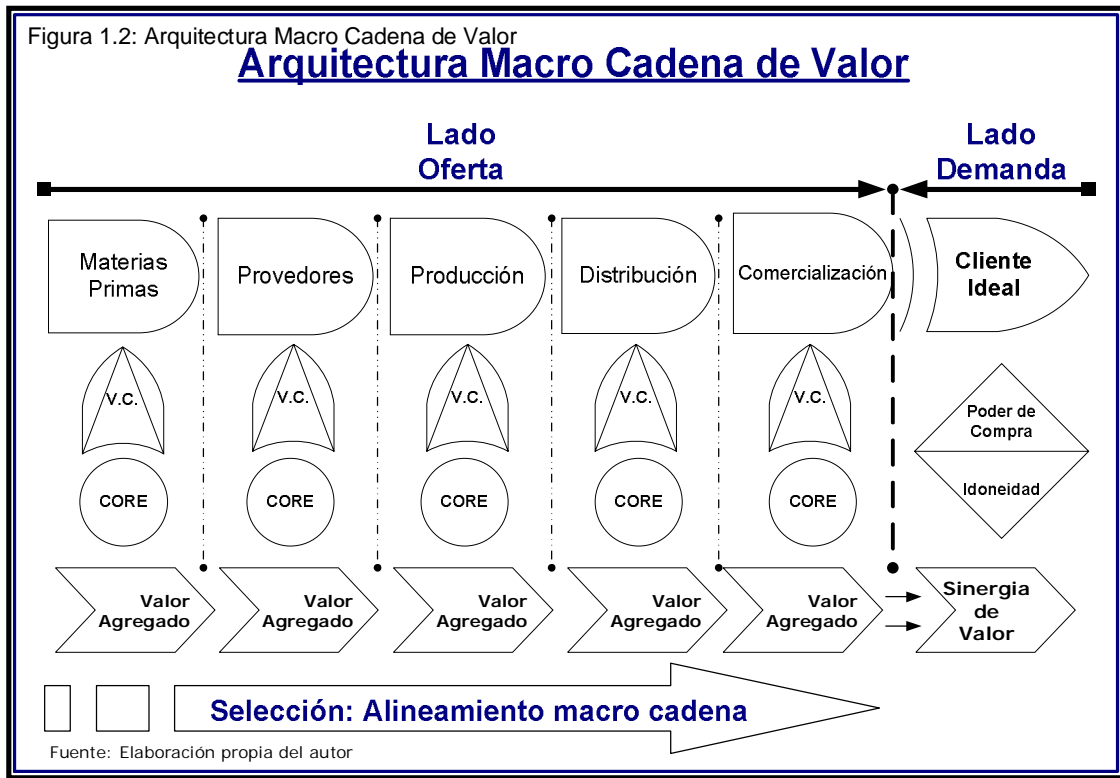 Figura 1.2: Arquitectura Macro Cadena de Valor
Arquitectura Macro Cadena de Valor
Lado
Oferta
Lado
Demanda
Materias
Primas
Provedores
Producción
Distribución
Comercialización
Cliente
Ideal
V.C.
V.C.
V.C.
V.C.
V.C.
Poder de
Compra
Idoneidad
CORE
CORE
CORE
CORE
CORE
Valor
Agregado
Valor
Agregado
Valor
Agregado
Valor
Agregado
Valor
Agregado
Sinergia
de
Valor
Selección: Alineamiento macro cadena
Fuente: Elaboración propia del autor